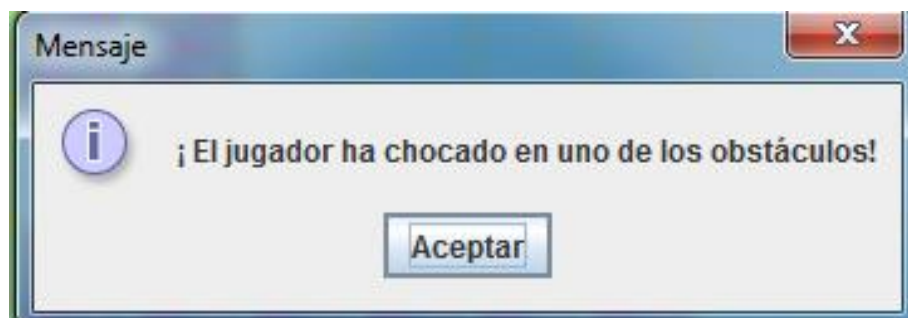 Mensaje
¡ El jugador ha chocado en uno de los obstáculos!
Aceptar